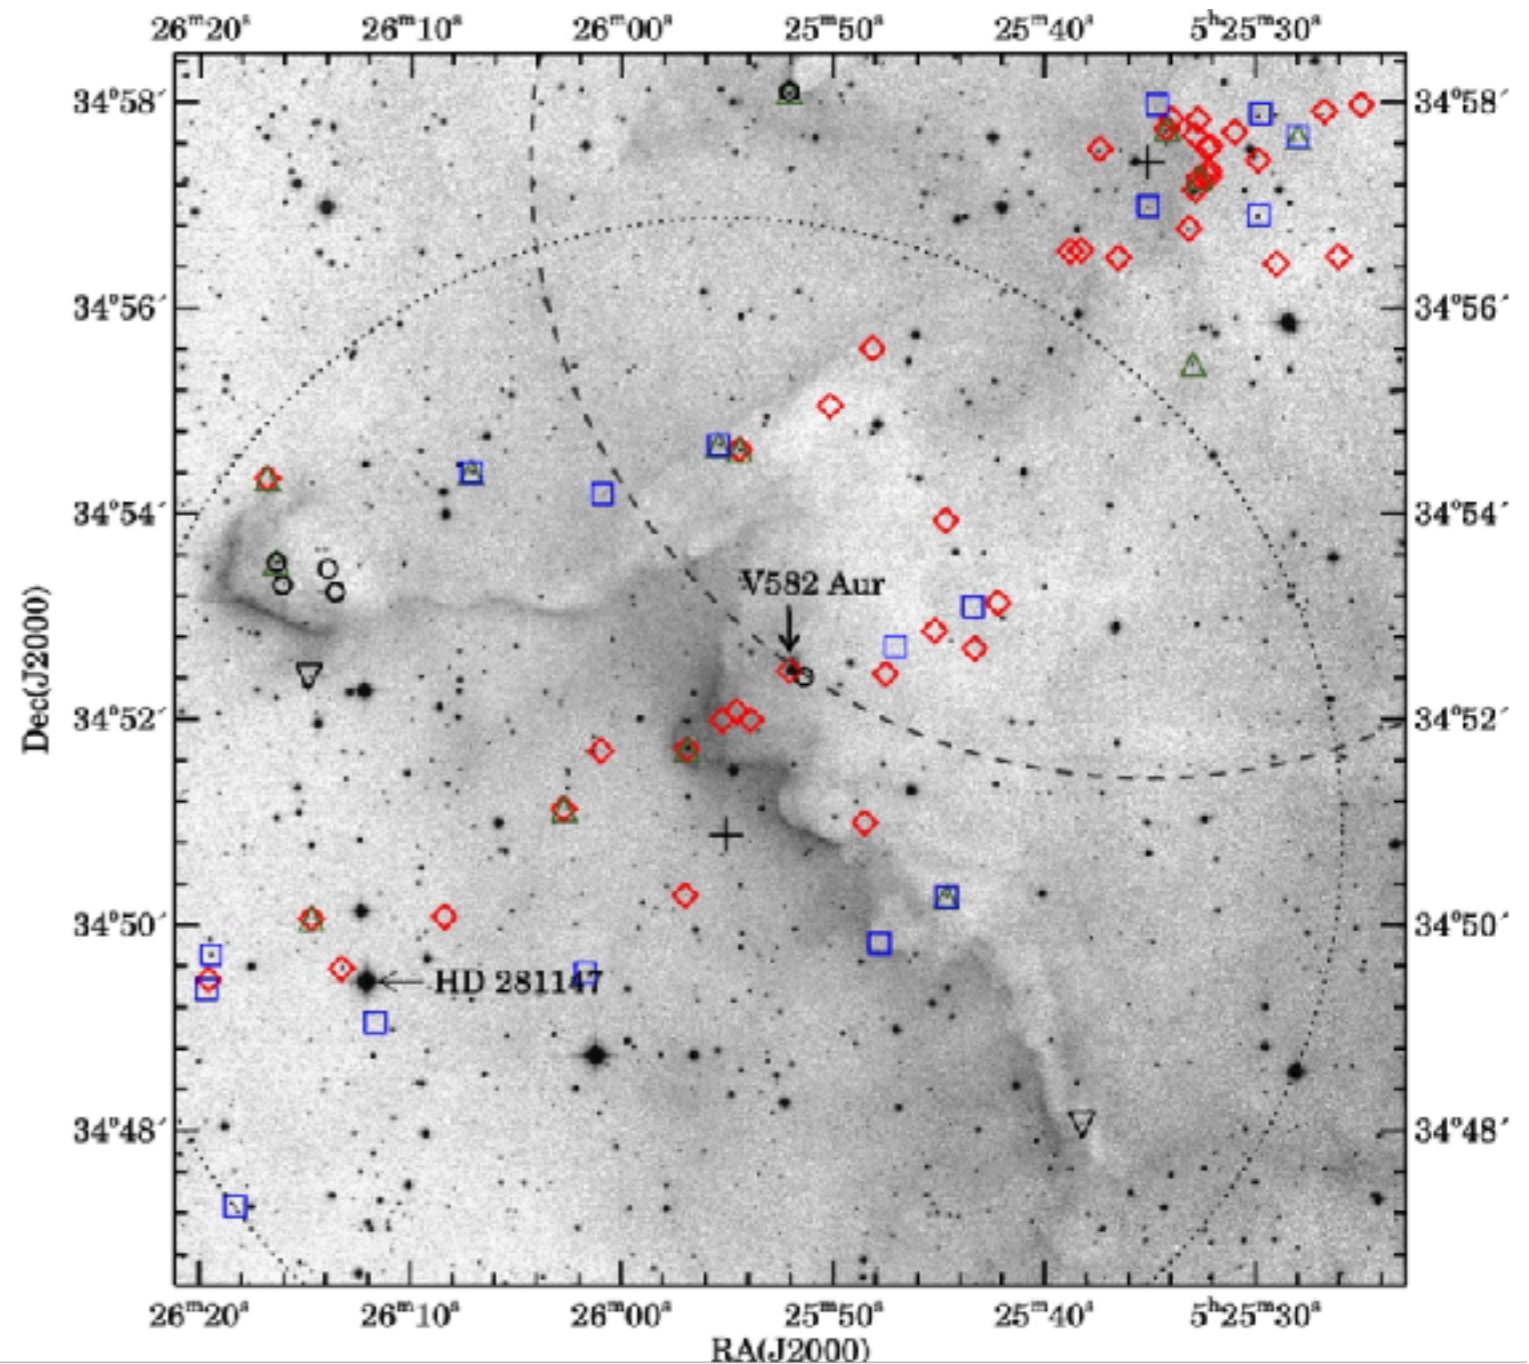 26ᵐ20ˢ 26ᵐ10ˢ 26ᵐ00ˢ 25ᵐ50ˢ 25ᵐ40ˢ 5ʰ25ᵐ30ˢ
34°58′ 34°58′
34°56′ 34°56′
34°54′ 34°54′
V582 Aur
34°52′ 34°52′
34°50′ 34°50′
HD 281147
34°48′ 34°48′
Dec(J2000)
26ᵐ20ˢ 26ᵐ10ˢ 26ᵐ00ˢ 25ᵐ50ˢ 25ᵐ40ˢ 5ʰ25ᵐ30ˢ
RA(J2000)